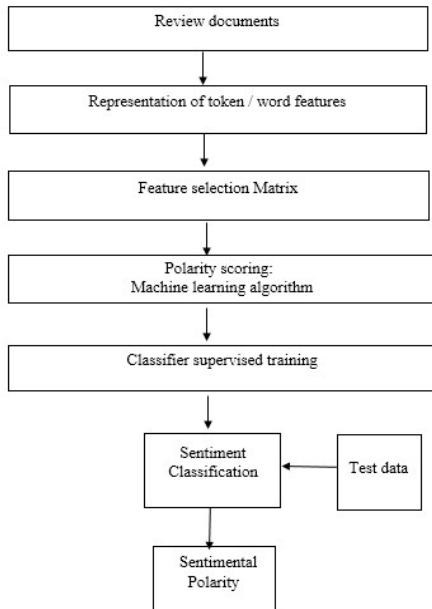 Review documents
Representation of token / word features
Feature selection Matrix
Polarity scoring:
Machine learning algorithm
Classifier supervised training
Sentiment
Classification
Test data
Sentimental
Polarity